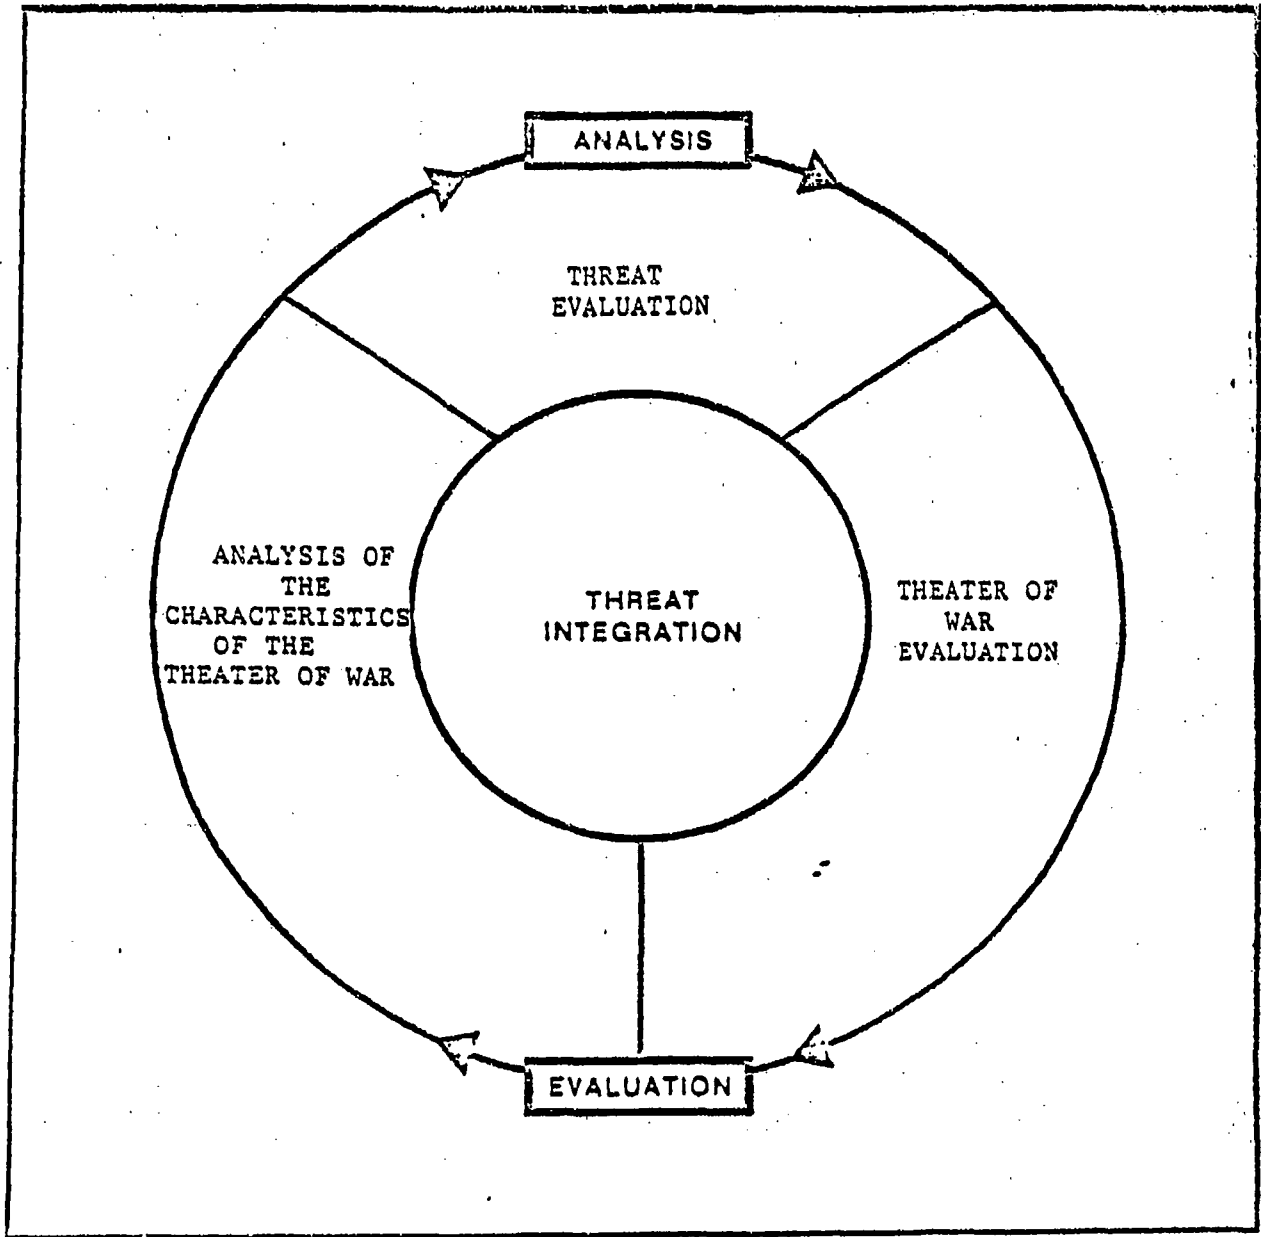 ANALYSIS
THREAT
EVALUATION
ANALYSIS OF
THE
CHARACTERISTICS
OF THE
THEATER OF WAR
THREAT
INTEGRATION
THEATER OF
WAR
EVALUATION
EVALUATION